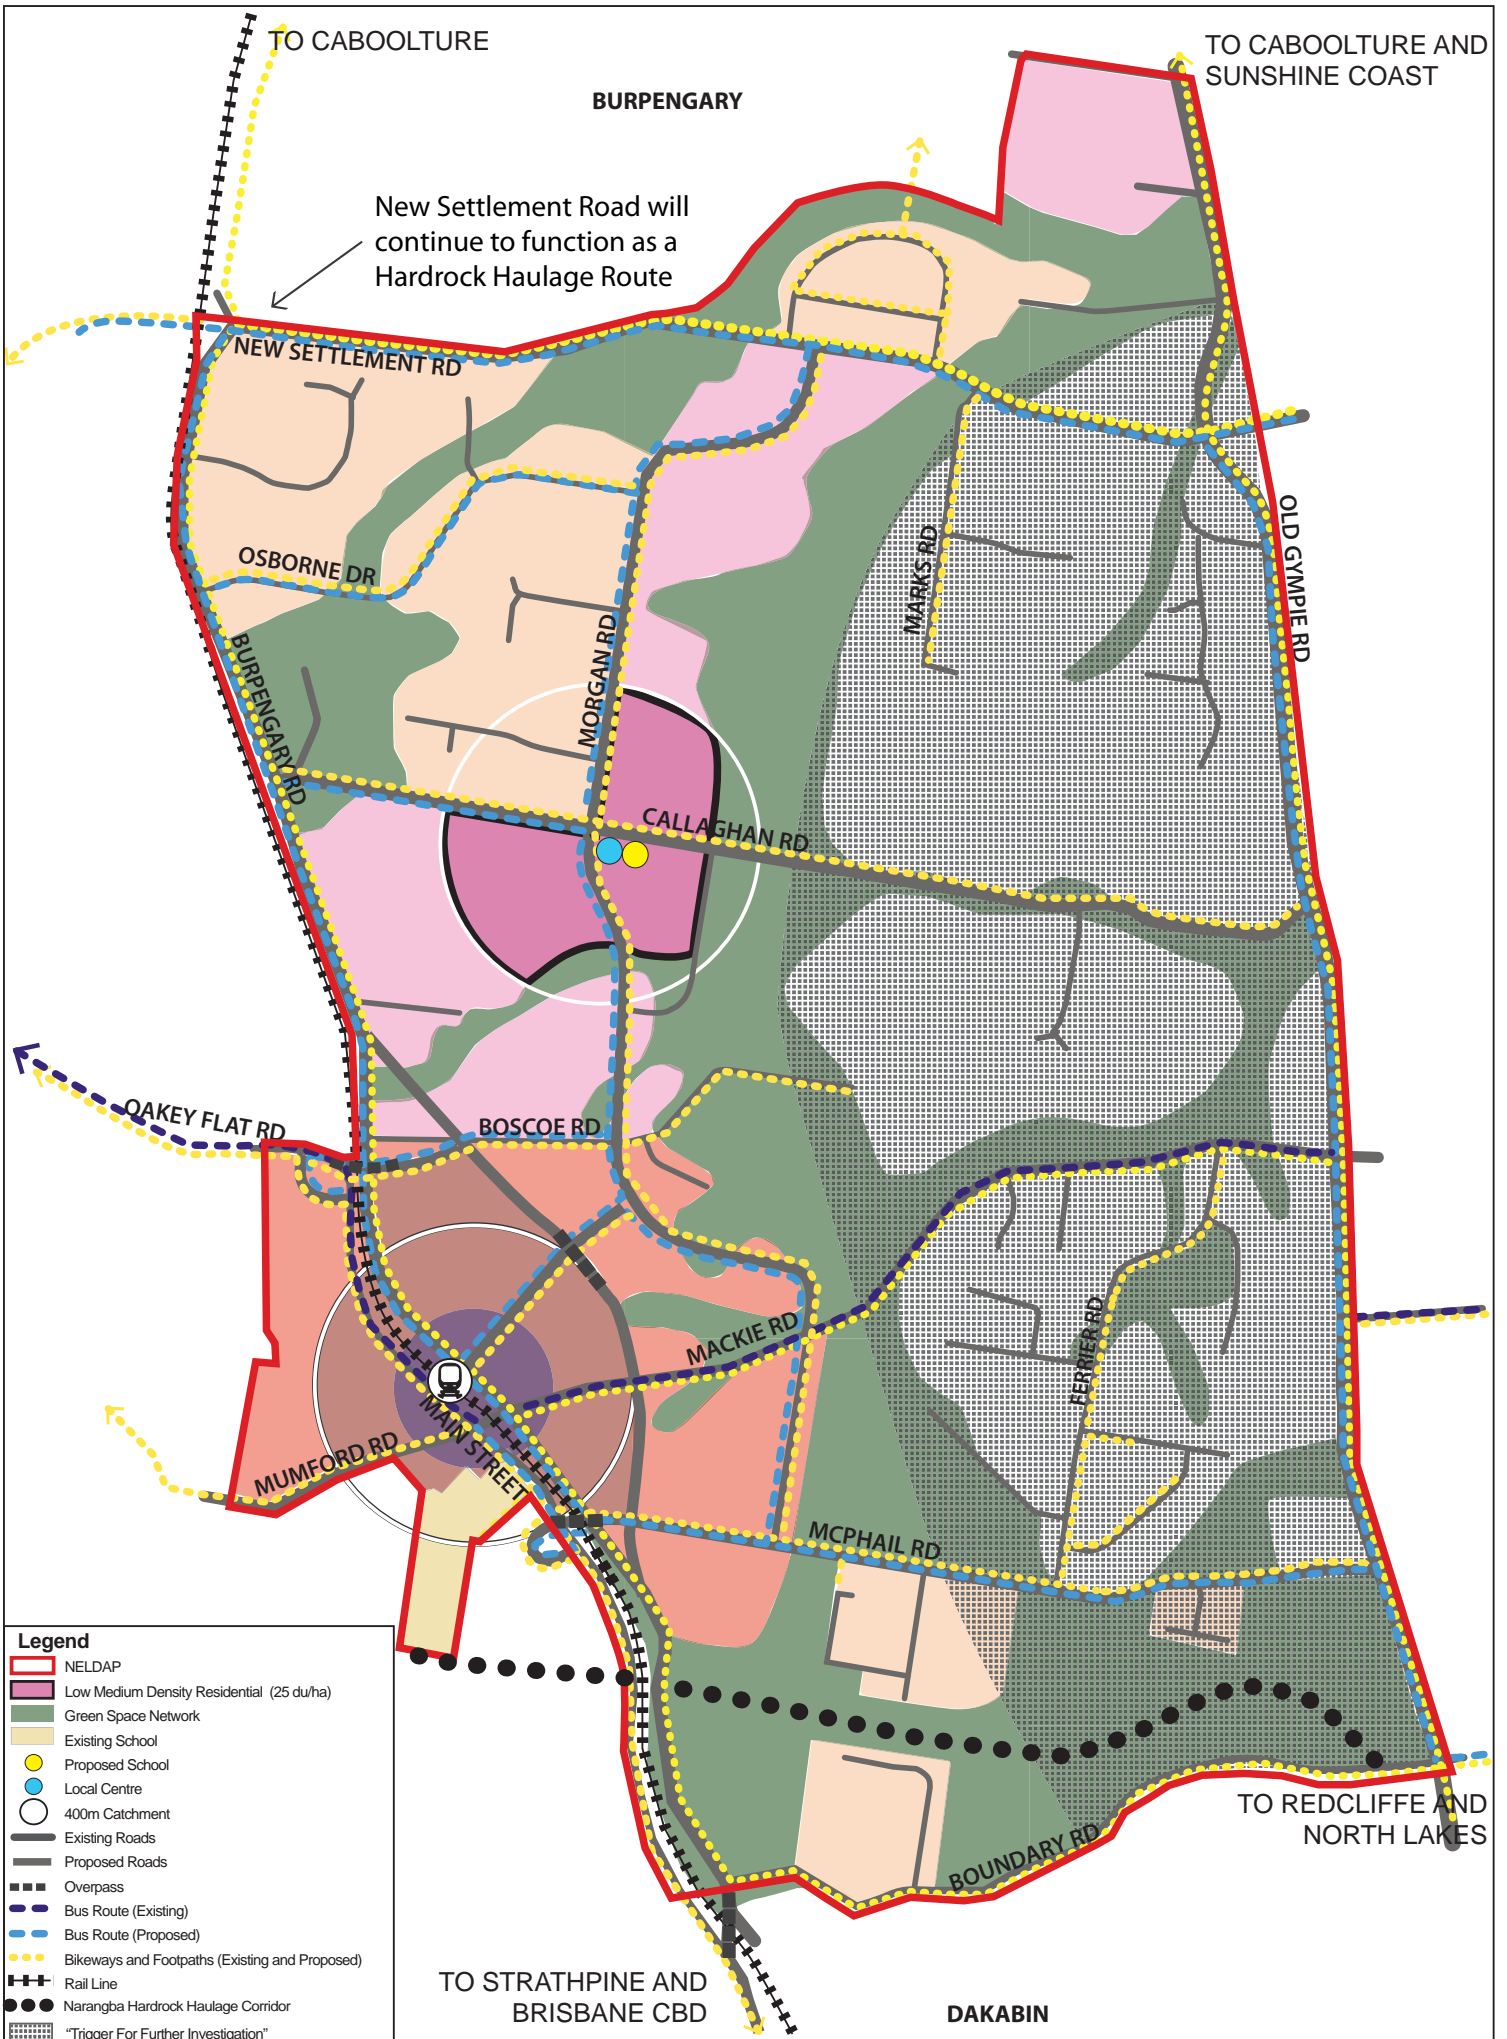 TO CABOOLTURE
TO CABOOLTURE AND
SUNSHINE COAST
BURPENGARY
New Settlement Road will
continue to function as a
Hardrock Haulage Route
NEW SETTLEMENT RD
OSBORNE DR
MARKS RD
OLD GYMPIE RD
BURPENGARY RD
MORGAN RD
CALLAGHAN RD
OAKEY FLAT RD
BOSCOE RD
MACKIE RD
FERRIER RD
MAIN STREET
MUMFORD RD
MCPHAIL RD
BOUNDARY RD
TO REDCLIFFE AND
NORTH LAKES
TO STRATHPINE AND
BRISBANE CBD
DAKABIN
Legend
NELDAP
Low Medium Density Residential (25 du/ha)
Green Space Network
Existing School
Proposed School
Local Centre
400m Catchment
Existing Roads
Proposed Roads
Overpass
Bus Route (Existing)
Bus Route (Proposed)
Bikeways and Footpaths (Existing and Proposed)
Rail Line
Narangba Hardrock Haulage Corridor
"Trigger For Further Investigation"